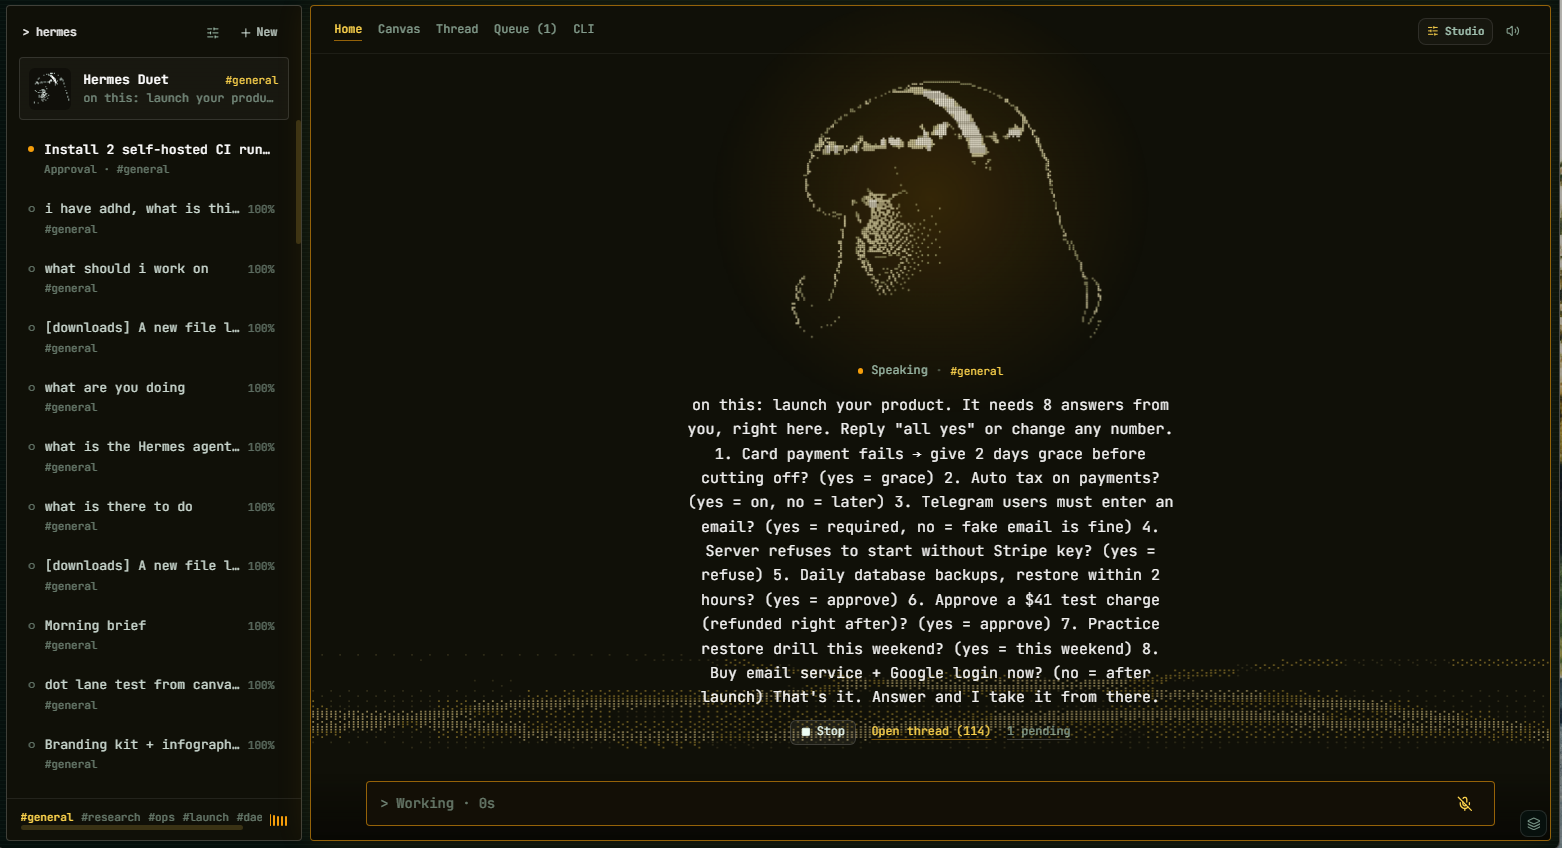 > hermes
+ New
Hermes Duet #general
on this: launch your produ…
Install 2 self-hosted CI run…
Approval · #general
i have adhd, what is thi… 100%
#general
what should i work on 100%
#general
[downloads] A new file l… 100%
#general
what are you doing 100%
#general
what is the Hermes agent… 100%
#general
what is there to do 100%
#general
[downloads] A new file l… 100%
#general
Morning brief 100%
#general
dot lane test from canva… 100%
#general
Branding kit + infograph… 100%
#general
#general #research #ops #launch #dae
Home Canvas Thread Queue (1) CLI
Studio
Speaking · #general
on this: launch your product. It needs 8 answers from
you, right here. Reply "all yes" or change any number.
1. Card payment fails → give 2 days grace before
cutting off? (yes = grace) 2. Auto tax on payments?
(yes = on, no = later) 3. Telegram users must enter an
email? (yes = required, no = fake email is fine) 4.
Server refuses to start without Stripe key? (yes =
refuse) 5. Daily database backups, restore within 2
hours? (yes = approve) 6. Approve a $41 test charge
(refunded right after)? (yes = approve) 7. Practice
restore drill this weekend? (yes = this weekend) 8.
Buy email service + Google login now? (no = after
launch) That's it. Answer and I take it from there.
Stop Open thread (114) 1 pending
> Working · 0s